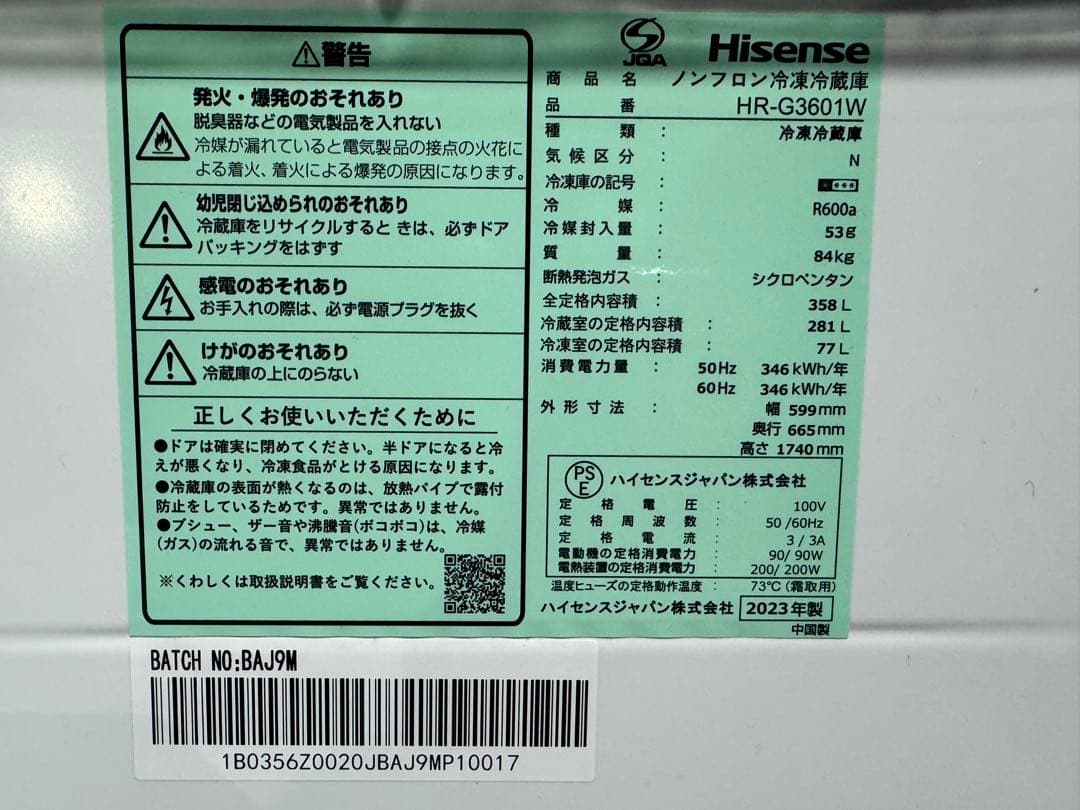 警告
発火・爆発のおそれあり
脱臭器などの電気製品を入れない
冷媒が漏れていると電気製品の接点の火花に
よる着火、着火による爆発の原因になります。
幼児閉じ込められのおそれあり
冷蔵庫をリサイクルすると きは、必ずドア
パッキングをはずす
感電のおそれあり
お手入れの際は、必ず電源プラグを抜く
けがのおそれあり
冷蔵庫の上にのらない
正しくお使いいただくために
●ドアは確実に閉めてください。半ドアになると冷
えが悪くなり、冷凍食品がとける原因になります。
●冷蔵庫の表面が熱くなるのは、放熱パイプで露付
防止をしているためです。異常ではありません。
●ブシュー、ザー音や沸騰音(ボコボコ)は、冷媒
(ガス)の流れる音で、異常ではありません。
※くわしくは取扱説明書をご覧ください。
JQA
Hisense
商品名 ノンフロン冷凍冷蔵庫
品番 HR-G3601W
種類 : 冷凍冷蔵庫
気候区分 : N
冷凍庫の記号 :
冷媒 : R600a
冷媒封入量 : 53g
質量 : 84kg
断熱発泡ガス : シクロペンタン
全定格内容積 : 358 L
冷蔵室の定格内容積 : 281 L
冷凍室の定格内容積 : 77 L
消費電力量 : 50Hz 346 kWh/年
60Hz 346 kWh/年
外形寸法 : 幅 599mm
奥行 665mm
高さ 1740mm
PS
E
ハイセンスジャパン株式会社
定格電圧 : 100V
定格周波数 : 50/60Hz
定格電流 : 3/3A
電動機の定格消費電力 : 90/90W
電熱装置の定格消費電力 : 200/200W
温度ヒューズの定格動作温度 : 73℃(霜取用)
ハイセンスジャパン株式会社 2023年製
中国製
BATCH NO:BAJ9M
1B0356Z0020JBAJ9MP10017